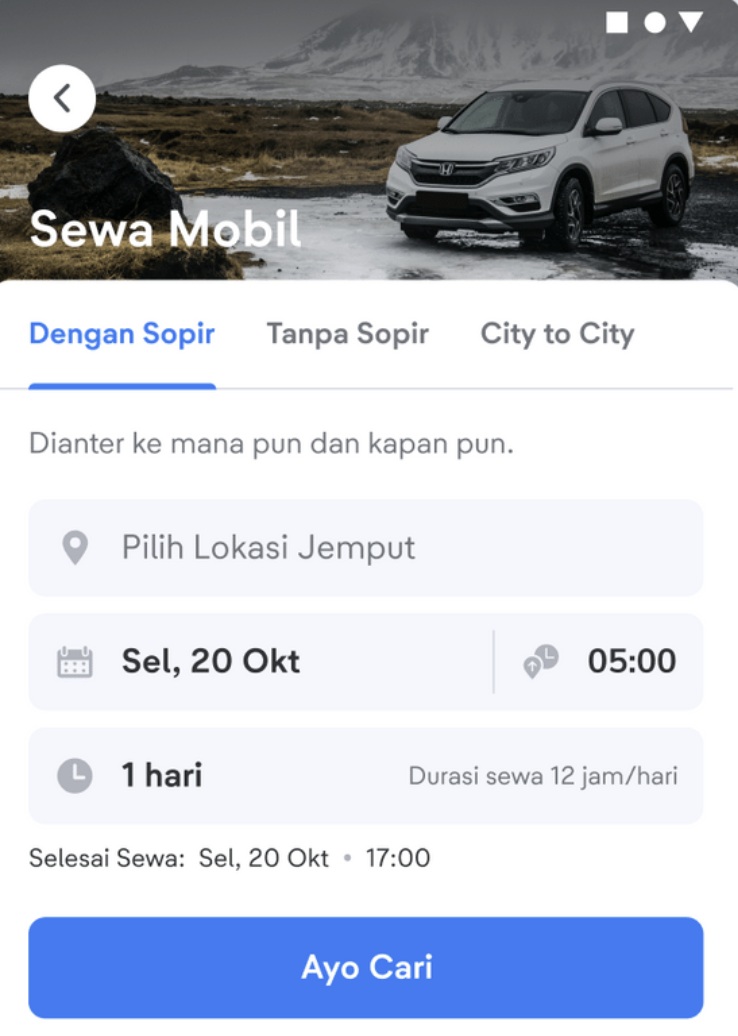 Sewa Mobil
Dengan Sopir Tanpa Sopir City to City
Dianter ke mana pun dan kapan pun.
Pilih Lokasi Jemput
Sel, 20 Okt 05:00
1 hari Durasi sewa 12 jam/hari
Selesai Sewa: Sel, 20 Okt • 17:00
Ayo Cari